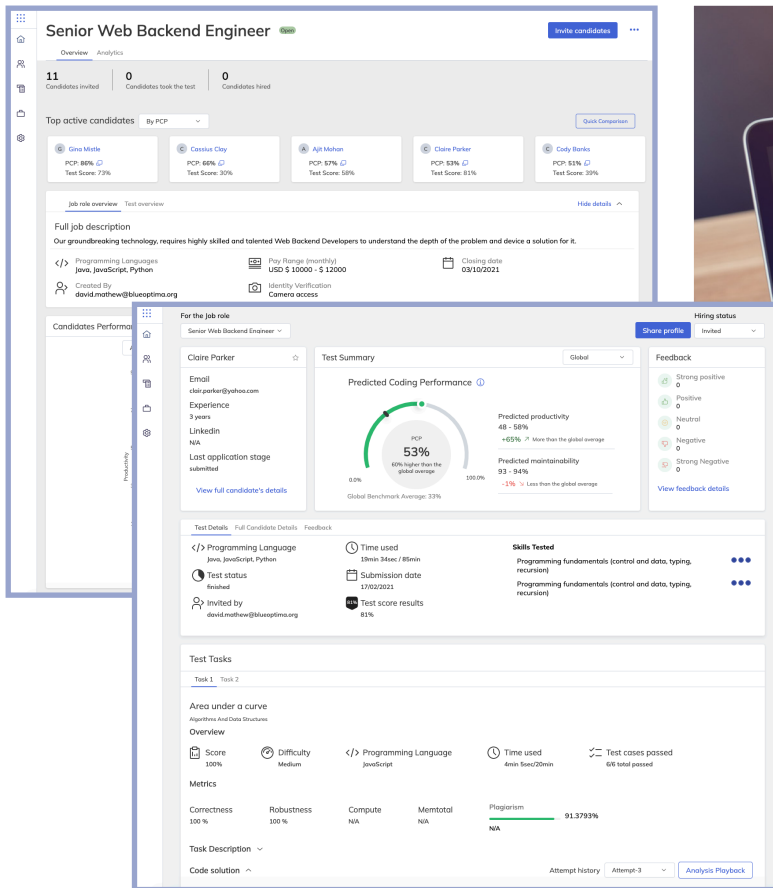 Senior Web Backend Engineer Open
Invite candidates
Overview Analytics
11 0 0
Candidates invited Candidates took the test Candidates hired
Top active candidates By PCP Quick Comparison
G Gina Mistle
PCP: 86%
Test Score: 73%
C Cassius Clay
PCP: 66%
Test Score: 30%
A Ajit Mohan
PCP: 57%
Test Score: 58%
C Claire Parker
PCP: 53%
Test Score: 81%
C Cody Banks
PCP: 51%
Test Score: 39%
Job role overview Test overview Hide details
Full job description
Our groundbreaking technology, requires highly skilled and talented Web Backend Developers to understand the depth of the problem and device a solution for it.
Programming Languages
Java, JavaScript, Python
Pay Range (monthly)
USD $ 10000 - $ 12000
Closing date
03/10/2021
Created By
david.mathew@blueoptima.org
Identity Verification
Camera access
Candidates Performa
Productivity
For the Job role
Senior Web Backend Engineer
Share profile
Hiring status
Invited
Claire Parker
Email
clair.parker@yahoo.com
Experience
3 years
Linkedin
N/A
Last application stage
submitted
View full candidate's details
Test Summary Global
Predicted Coding Performance
PCP
53%
60% higher than the
global average
0.0% 100.0%
Global Benchmark Average: 33%
Predicted productivity
48 - 58%
+65% More than the global average
Predicted maintainability
93 - 94%
-1% Less than the global average
Feedback
Strong positive
0
Positive
0
Neutral
0
Negative
0
Strong Negative
0
View feedback details
Test Details Full Candidate Details Feedback
</> Programming Language
Java, JavaScript, Python
Time used
19min 34sec / 85min
Test status
finished
Submission date
17/02/2021
Invited by
david.mathew@blueoptima.org
81% Test score results
81%
Skills Tested
Programming fundamentals (control and data, typing,
recursion)
Programming fundamentals (control and data, typing,
recursion)
Test Tasks
Task 1 Task 2
Area under a curve
Algorithms And Data Structures
Overview
Score
100%
Difficulty
Medium
</> Programming Language
JavaScript
Time used
4min 5sec/20min
Test cases passed
6/6 total passed
Metrics
Correctness
100 %
Robustness
100 %
Compute
N/A
Memtotal
N/A
Plagiarism
91.3793%
N/A
Task Description
Code solution
Attempt history Attempt-3 Analysis Playback